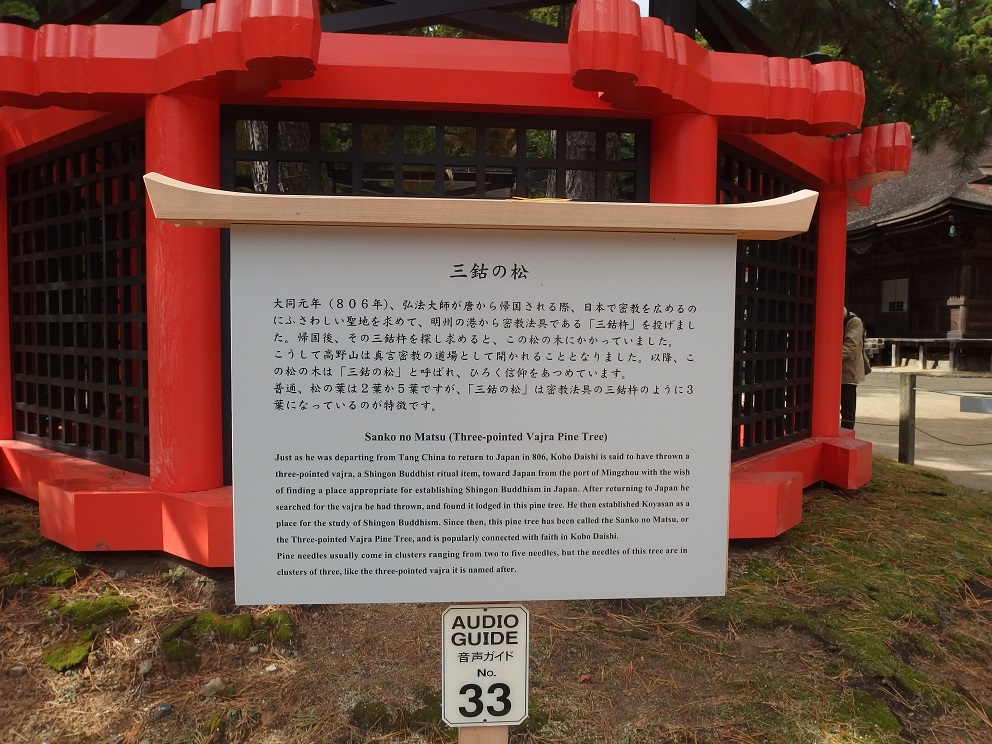 三鈷の松
大同元年（８０６年）、弘法大師が唐から帰国される際、日本で密教を広めるの
にふさわしい聖地を求めて、明州の港から密教法具である「三鈷杵」を投げまし
た。帰国後、その三鈷杵を探し求めると、この松の木にかかっていました。
こうして高野山は真言密教の道場として開かれることとなりました。以降、こ
の松の木は「三鈷の松」と呼ばれ、ひろく信仰をあつめています。
普通、松の葉は２葉か５葉ですが、「三鈷の松」は密教法具の三鈷杵のように３
葉になっているのが特徴です。
Sanko no Matsu (Three-pointed Vajra Pine Tree)
Just as he was departing from Tang China to return to Japan in 806, Kobo Daishi is said to have thrown a
three-pointed vajra, a Shingon Buddhist ritual item, toward Japan from the port of Mingzhou with the wish
of finding a place appropriate for establishing Shingon Buddhism in Japan. After returning to Japan he
searched for the vajra he had thrown, and found it lodged in this pine tree. He then established Koyasan as a
place for the study of Shingon Buddhism. Since then, this pine tree has been called the Sanko no Matsu, or
the Three-pointed Vajra Pine Tree, and is popularly connected with faith in Kobo Daishi.
Pine needles usually come in clusters ranging from two to five needles, but the needles of this tree are in
clusters of three, like the three-pointed vajra it is named after.
AUDIO
GUIDE
音声ガイド
No.
33